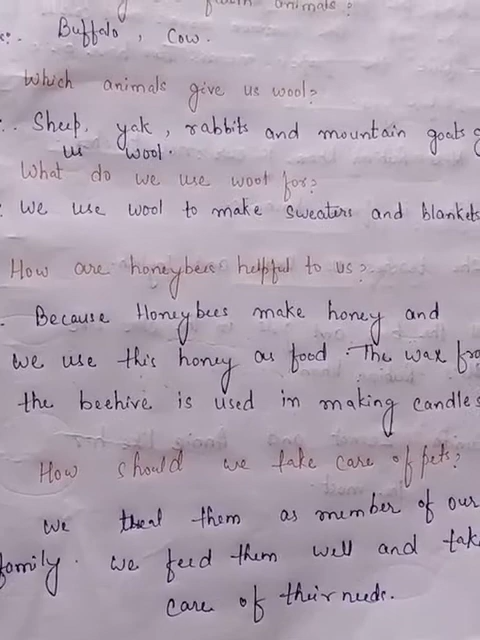 from animals?
Buffalo, Cow.
Which animals give us wool?
Sheep, yak, rabbits and mountain goats
us wool.
What do we use wool for?
We use wool to make sweaters and blankets
How are honeybees helpful to us?
Because Honeybees make honey and
we use this honey as food. The wax fro
the beehive is used in making candles
How should we take care of pets?
we treat them as member of our
family. we feed them well and tak
care of their needs.